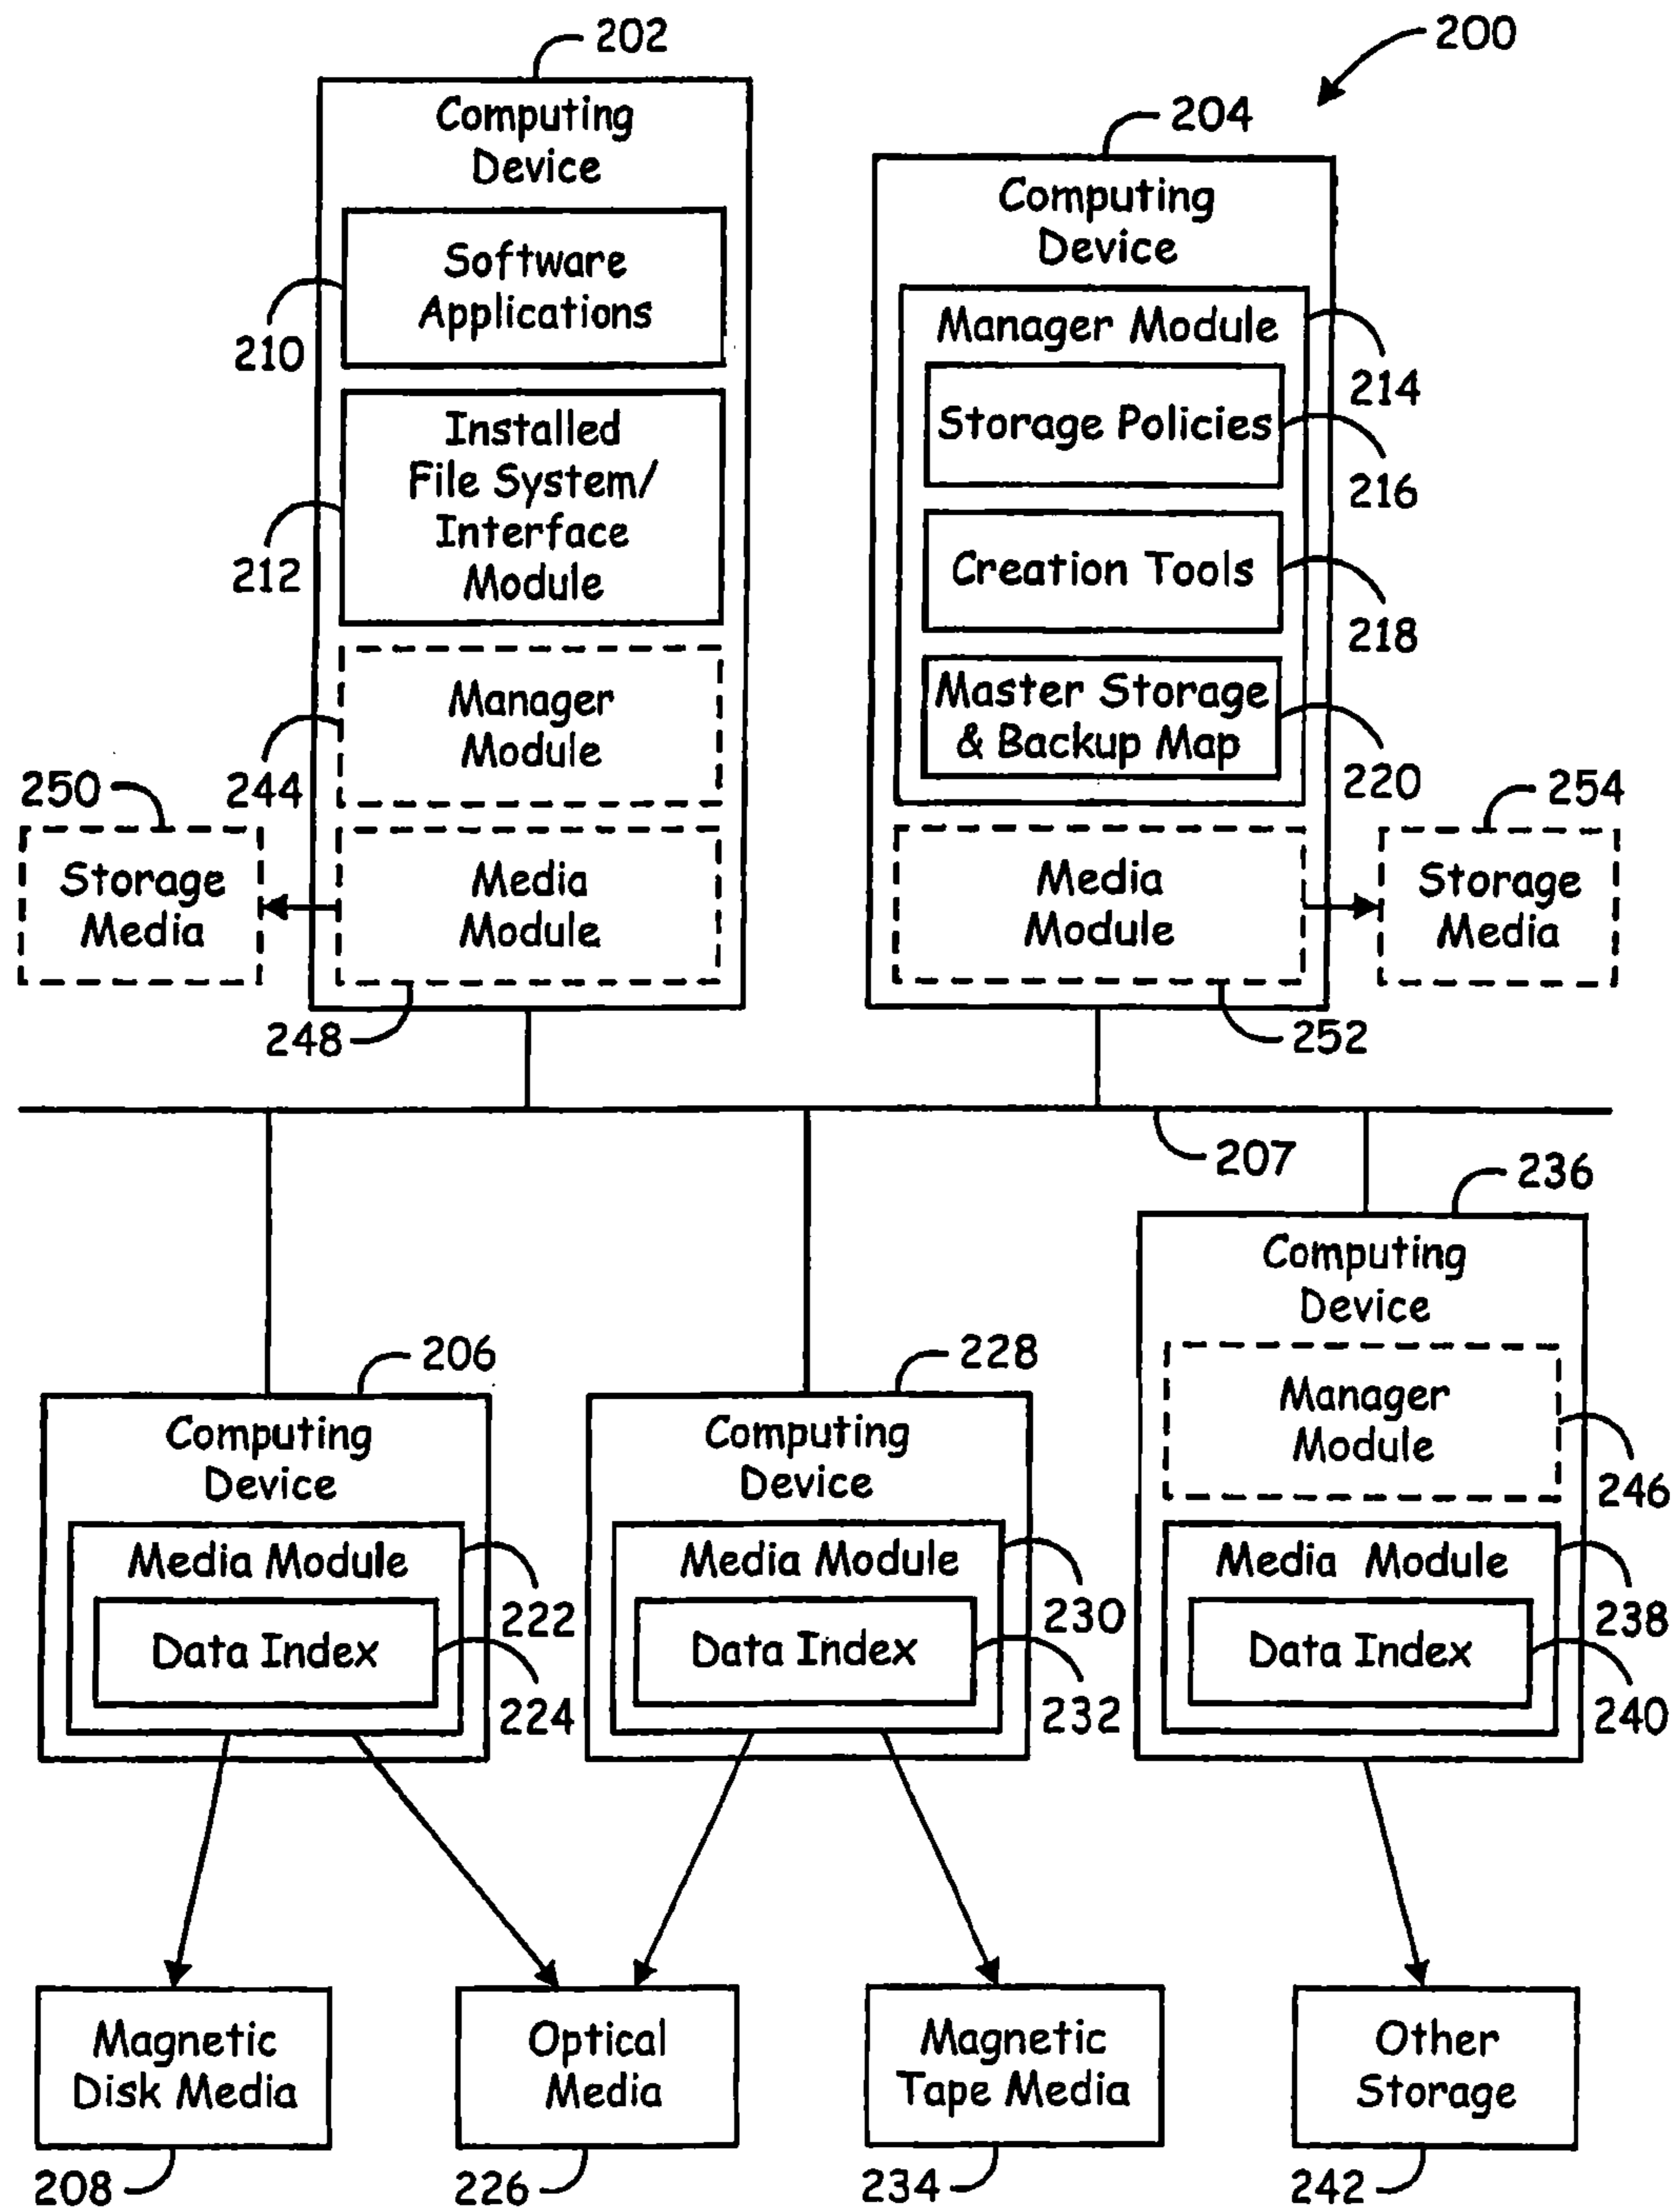 202
200
Computing
Device
204
Software
Applications
210
Computing
Device
Manager Module
214
Installed
File System/
Interface
Module
212
Storage Policies
216
Creation Tools
218
Manager
Module
244
Master Storage
& Backup Map
220
250
Storage
Media
Media
Module
248
Media
Module
252
254
Storage
Media
207
236
Computing
Device
Manager
Module
246
Media Module
238
Data Index
240
206
Computing
Device
Media Module
222
Data Index
224
228
Computing
Device
Media Module
230
Data Index
232
Magnetic
Disk Media
208
Optical
Media
226
Magnetic
Tape Media
234
Other
Storage
242